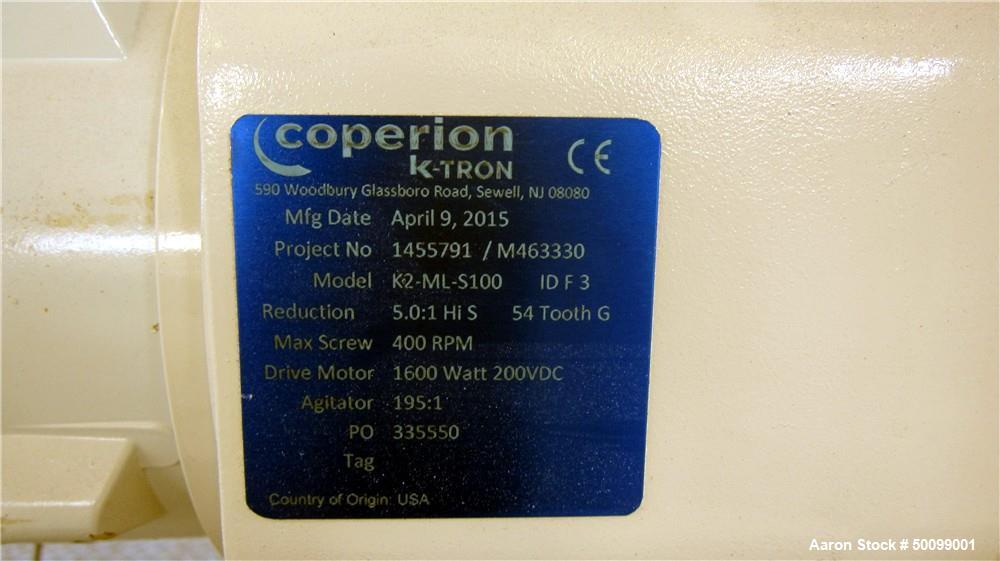 coperion
K-TRON
CE
590 Woodbury Glassboro Road, Sewell, NJ 08080
Mfg Date April 9, 2015
Project No 1455791 / M463330
Model K2-ML-S100 ID F 3
Reduction 5.0:1 Hi S 54 Tooth G
Max Screw 400 RPM
Drive Motor 1600 Watt 200VDC
Agitator 195:1
PO 335550
Tag
Country of Origin: USA
Aaron Stock # 50099001